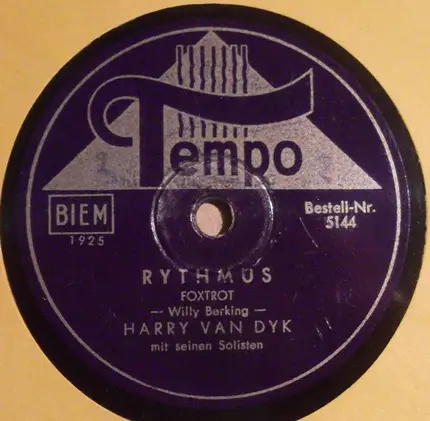 Tempo
BIEM
1925
Bestell-Nr.
5144
RYTHMUS
FOXTROT
— Willy Berking —
HARRY VAN DYK
mit seinen Solisten